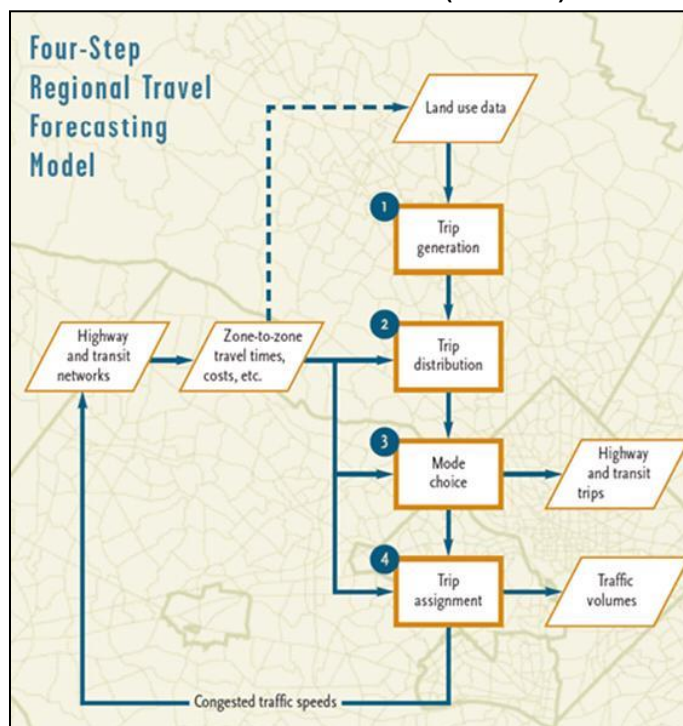 Four-Step
Regional Travel
Forecasting
Model
Land use data
1
Trip
generation
2
Trip
distribution
Highway
and transit
networks
Zone-to-zone
travel times,
costs, etc.
3
Mode
choice
Highway
and transit
trips
4
Trip
assignment
Traffic
volumes
Congested traffic speeds